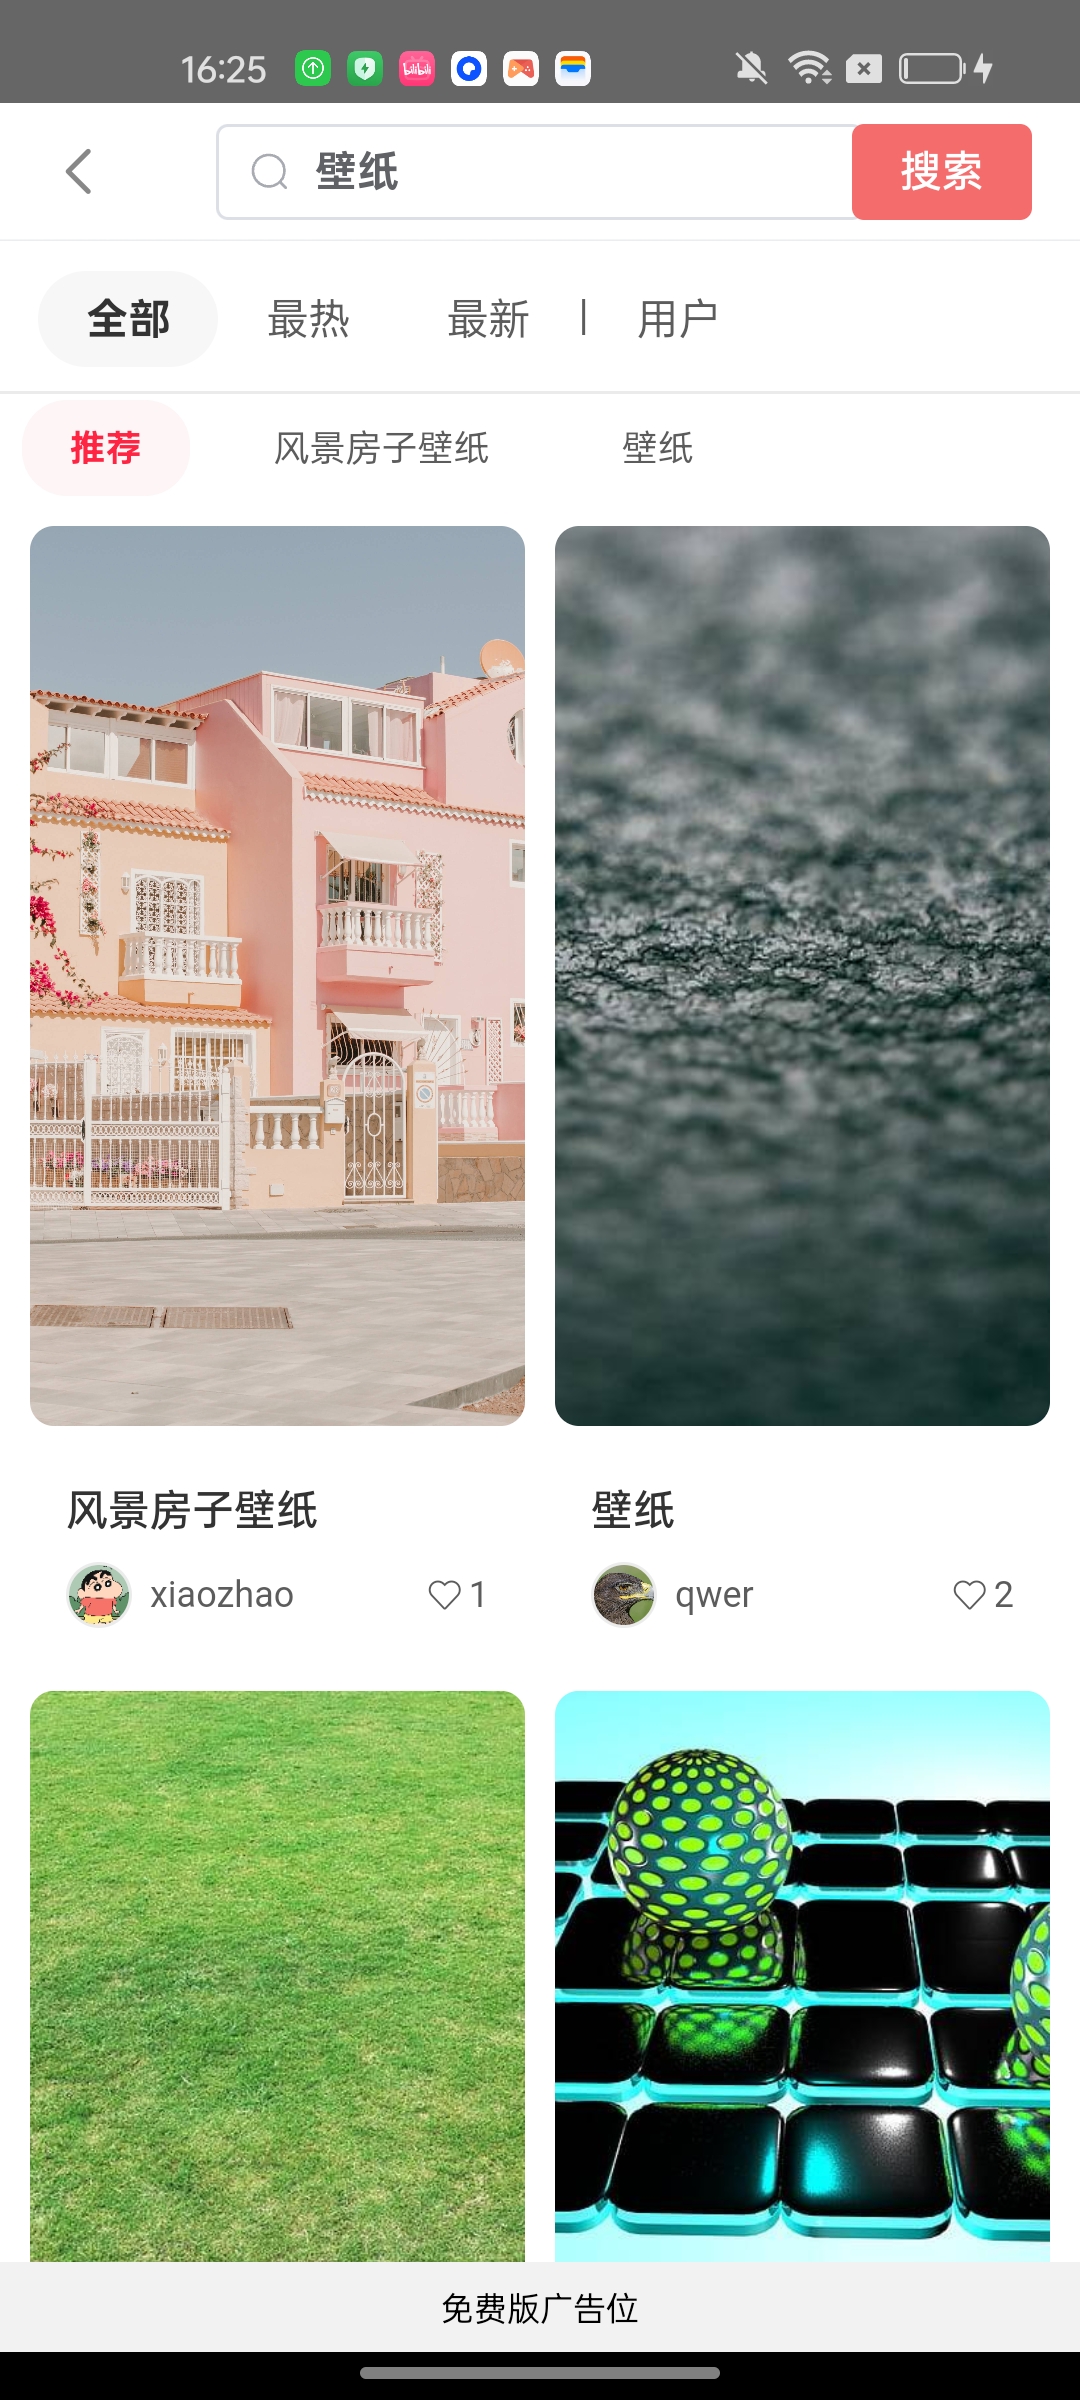 16:25
bilibili
壁纸
搜索
全部
最热
最新
用户
推荐
风景房子壁纸
壁纸
风景房子壁纸
壁纸
xiaozhao
1
qwer
2
免费版广告位